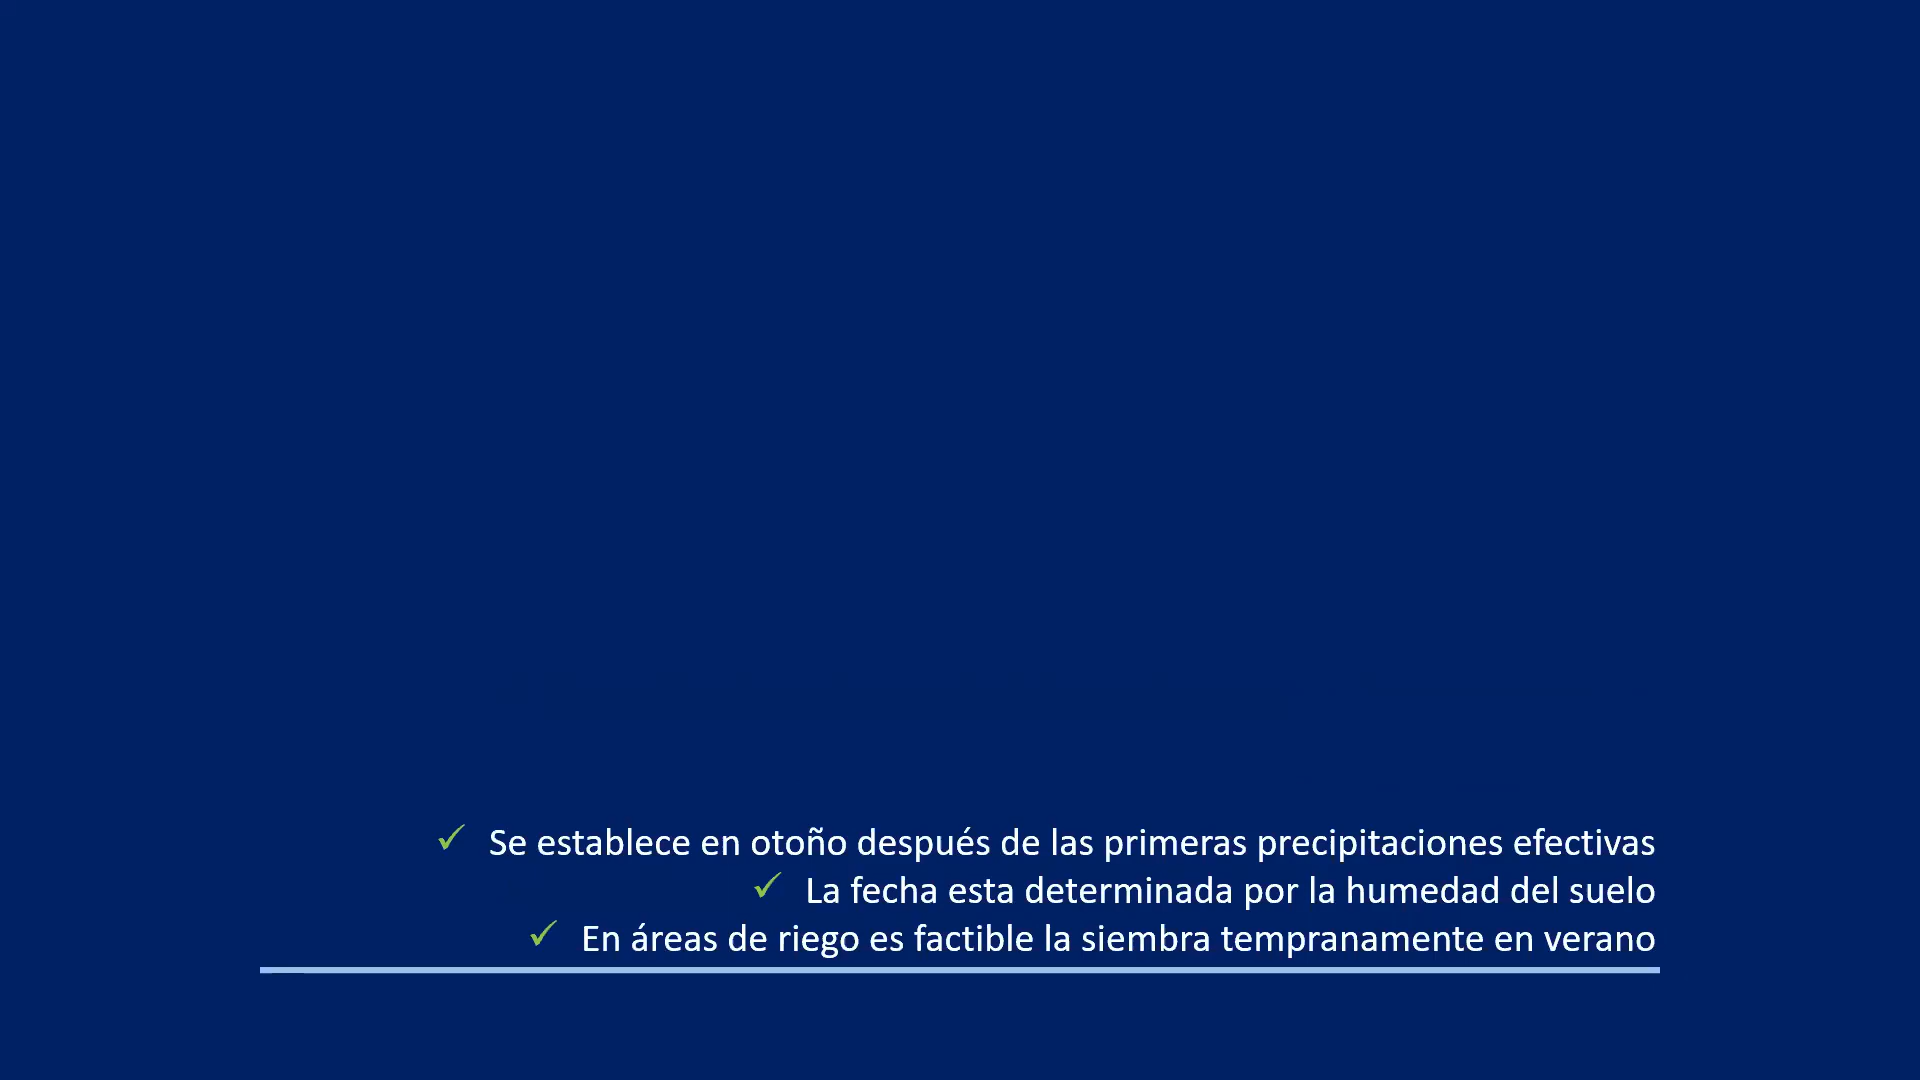 ✓ Se establece en otoño después de las primeras precipitaciones efectivas
✓ La fecha esta determinada por la humedad del suelo
✓ En áreas de riego es factible la siembra tempranamente en verano